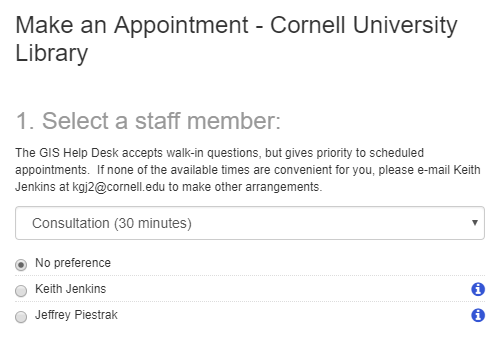 Make an Appointment - Cornell University
Library
1. Select a staff member:
The GIS Help Desk accepts walk-in questions, but gives priority to scheduled
appointments.  If none of the available times are convenient for you, please e-mail Keith
Jenkins at kgj2@cornell.edu to make other arrangements.
Consultation (30 minutes)
No preference
Keith Jenkins
Jeffrey Piestrak